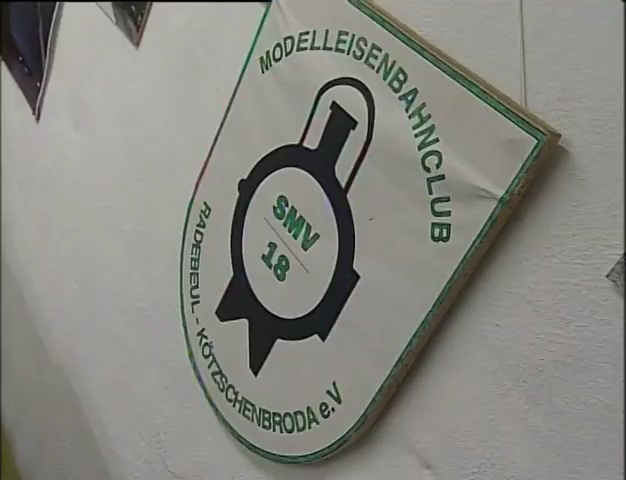 MODELLEISENBAHNCLUB
SMV
18
RADEBEUL - KÖTZSCHENBRODA e.V